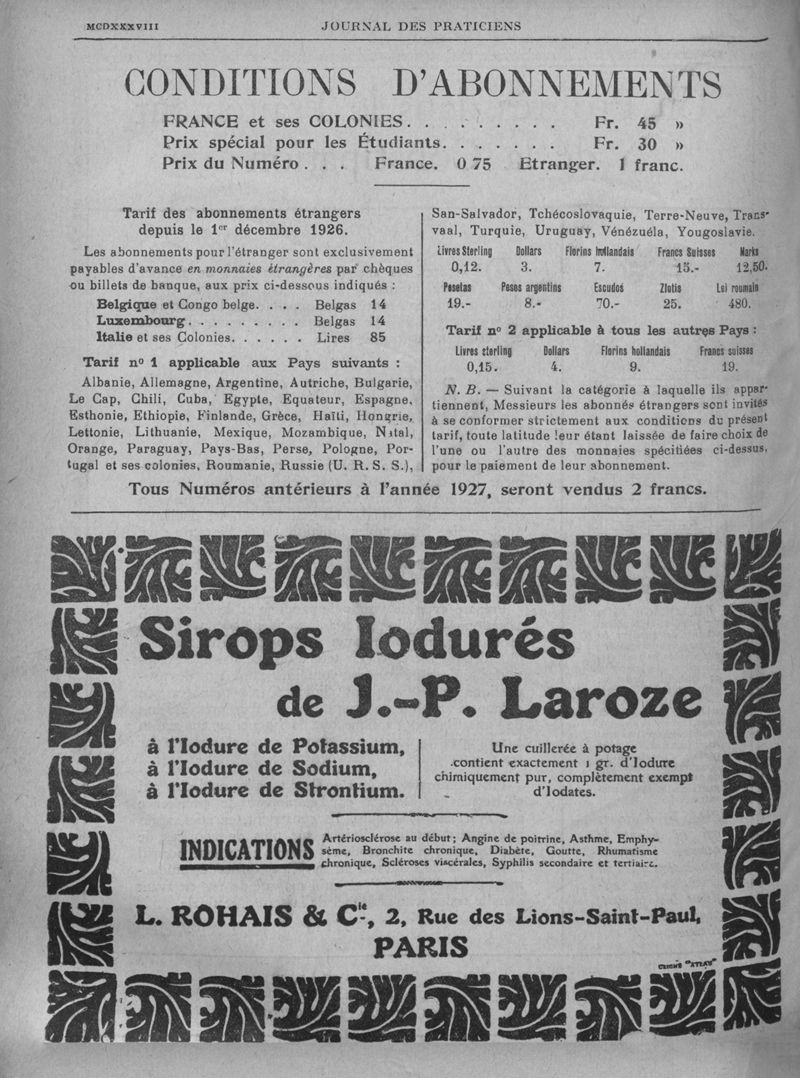 MCDXXXVIII JOURNAL DES PRATICIENS
CONDITIONS D'ABONNEMENTS
FRANCE et ses COLONIES. . . . . . . . . . Fr. 45 »
Prix spécial pour les Étudiants. . . . . . . Fr. 30 »
Prix du Numéro . . . France. 0 75 Etranger. 1 franc.
Tarif des abonnements étrangers
depuis le 1er décembre 1926.
Les abonnements pour l'étranger sont exclusivement
payables d'avance en monnaies étrangères par chèques
ou billets de banque, aux prix ci-dessous indiqués :
Belgique et Congo belge. . . . Belgas 14
Luxembourg. . . . . . . . . Belgas 14
Italie et ses Colonies. . . . . . Lires 85
Tarif no 1 applicable aux Pays suivants :
Albanie, Allemagne, Argentine, Autriche, Bulgarie,
Le Cap, Chili, Cuba, Egypte, Equateur, Espagne,
Esthonie, Ethiopie, Finlande, Grèce, Haïti, Hongrie,
Lettonie, Lithuanie, Mexique, Mozambique, Natal,
Orange, Paraguay, Pays-Bas, Perse, Pologne, Por-
tugal et ses colonies, Roumanie, Russie (U. R. S. S.),
San-Salvador, Tchécoslovaquie, Terre-Neuve, Trans-
vaal, Turquie, Uruguay, Vénézuéla, Yougoslavie.
Livres Sterling Dollars Florins hollandais Francs Suisses Marks
0,12. 3. 7. 15.- 12,50.
Pesetas Pesos argentins Escudos Zlotis Lei roumain
19.- 8.- 70.- 25. 480.
Tarif no 2 applicable à tous les autres Pays :
Livres sterling Dollars Florins hollandais Francs suisses
0,15. 4. 9. 19.
N. B. — Suivant la catégorie à laquelle ils appar-
tiennent, Messieurs les abonnés étrangers sont invités
à se conformer strictement aux conditions du présent
tarif, toute latitude leur étant laissée de faire choix de
l'une ou l'autre des monnaies spécifiées ci-dessus,
pour le paiement de leur abonnement.
Tous Numéros antérieurs à l'année 1927, seront vendus 2 francs.
Sirops Iodurés
de J.-P. Laroze
à l'Iodure de Potassium,
à l'Iodure de Sodium,
à l'Iodure de Strontium.
Une cuillerée à potage
contient exactement 1 gr. d'Iodure
chimiquement pur, complètement exempt
d'Iodates.
INDICATIONS
Artériosclérose au début ; Angine de poitrine, Asthme, Emphy-
sème, Bronchite chronique, Diabète, Goutte, Rhumatisme
chronique, Scléroses viscérales, Syphilis secondaire et tertiaire.
L. ROHAIS & Cie, 2, Rue des Lions-Saint-Paul,
PARIS
CLICHÉ "ATLAS"